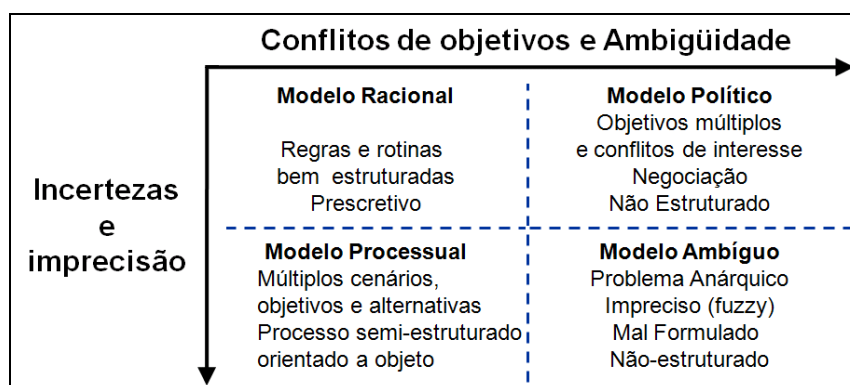 Conflitos de objetivos e Ambigüidade
Incertezas
e
imprecisão
Modelo Racional
Regras e rotinas
bem estruturadas
Prescretivo
Modelo Político
Objetivos múltiplos
e conflitos de interesse
Negociação
Não Estruturado
Modelo Processual
Múltiplos cenários,
objetivos e alternativas
Processo semi-estruturado
orientado a objeto
Modelo Ambíguo
Problema Anárquico
Impreciso (fuzzy)
Mal Formulado
Não-estruturado